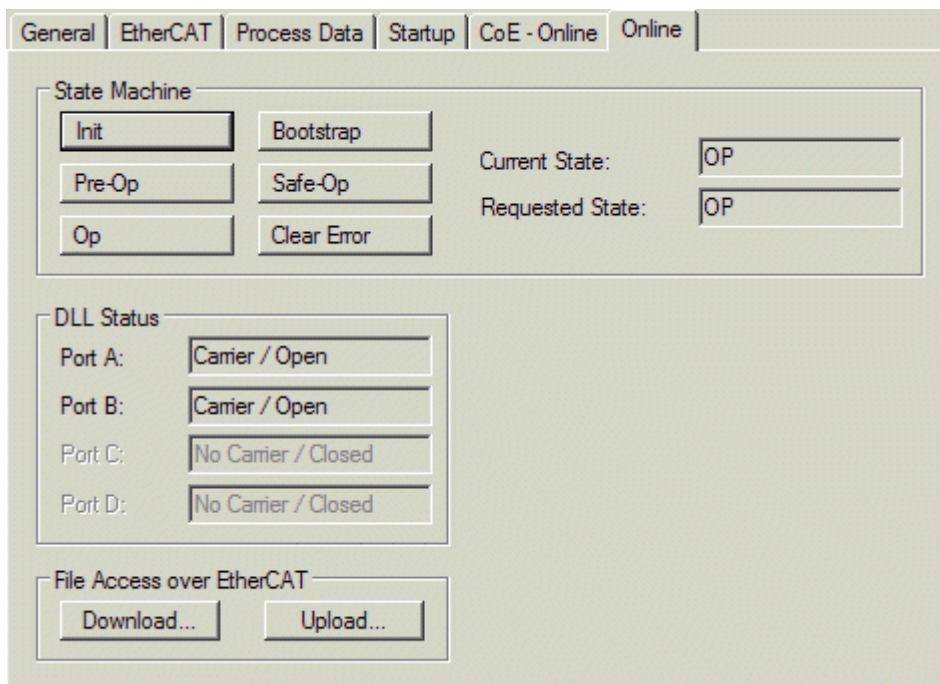 General EtherCAT Process Data Startup CoE - Online Online
State Machine
Init Bootstrap
Current State: OP
Pre-Op Safe-Op
Requested State: OP
Op Clear Error
DLL Status
Port A: Carrier / Open
Port B: Carrier / Open
Port C: No Carrier / Closed
Port D: No Carrier / Closed
File Access over EtherCAT
Download... Upload...